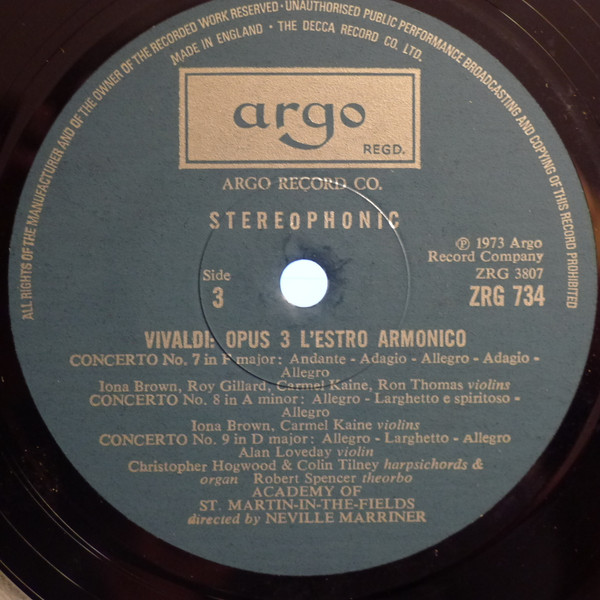 ALL RIGHTS OF THE MANUFACTURER AND OF THE OWNER OF THE RECORDED WORK RESERVED · UNAUTHORISED PUBLIC PERFORMANCE BROADCASTING AND COPYING OF THIS RECORD PROHIBITED
MADE IN ENGLAND · THE DECCA RECORD CO. LTD.
argo
REGD.
ARGO RECORD CO.
STEREOPHONIC
℗ 1973 Argo
Record Company
Side
3
ZRG 3807
ZRG 734
VIVALDI: OPUS 3 L'ESTRO ARMONICO
CONCERTO No. 7 in F major: Andante - Adagio - Allegro - Adagio -
Allegro
Iona Brown, Roy Gillard, Carmel Kaine, Ron Thomas violins
CONCERTO No. 8 in A minor: Allegro - Larghetto e spiritoso -
Allegro
Iona Brown, Carmel Kaine violins
CONCERTO No. 9 in D major: Allegro - Larghetto - Allegro
Alan Loveday violin
Christopher Hogwood & Colin Tilney harpsichords &
organ Robert Spencer theorbo
ACADEMY OF
ST. MARTIN-IN-THE-FIELDS
directed by NEVILLE MARRINER